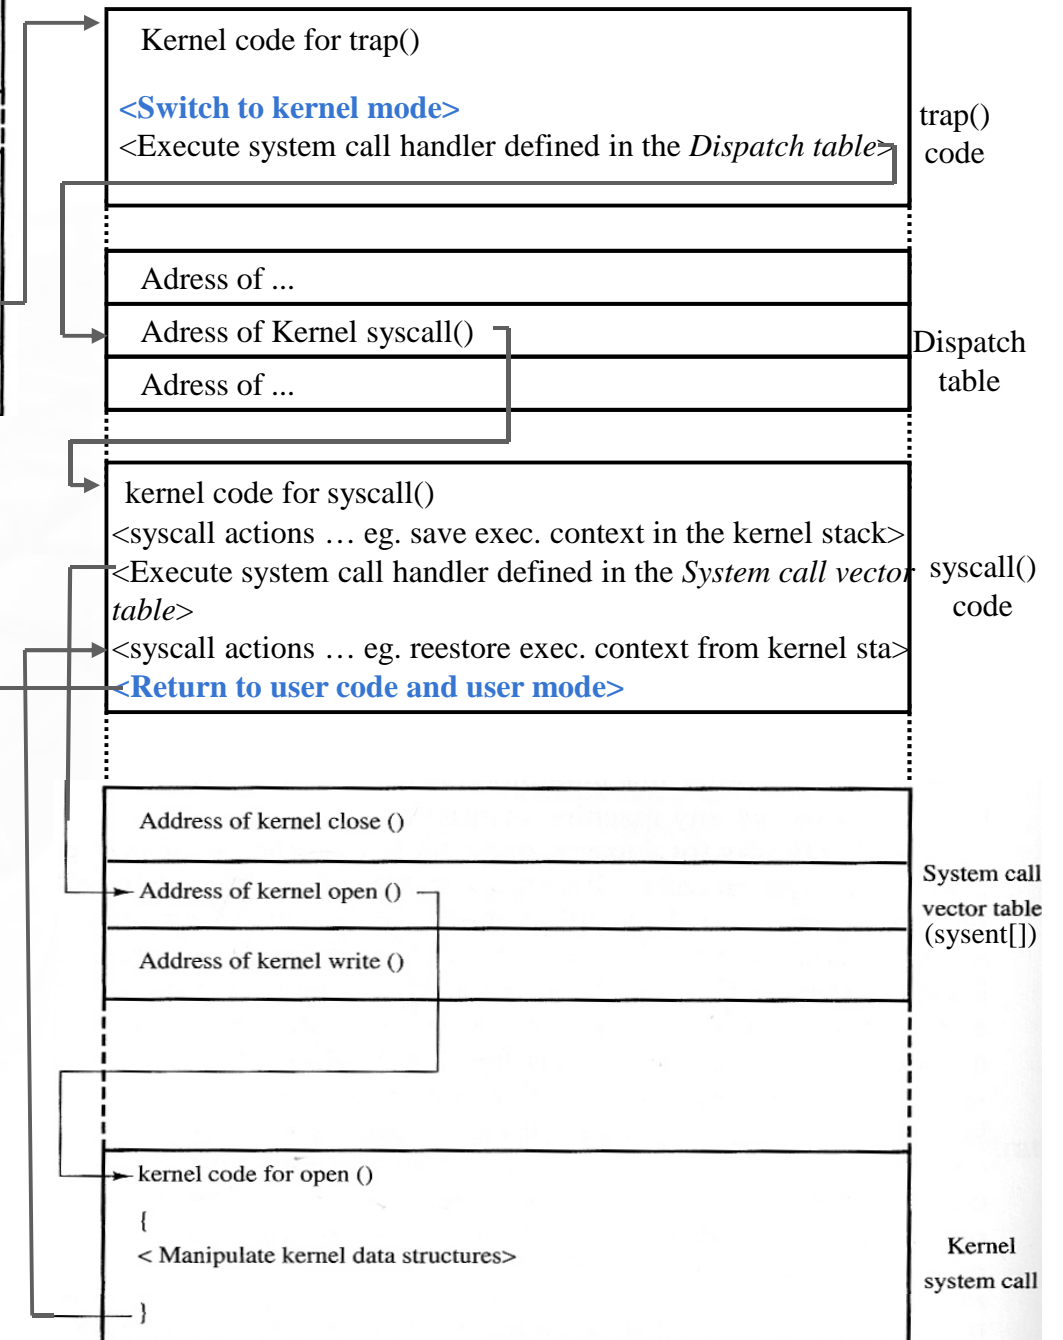 Kernel code for trap()
<Switch to kernel mode>
<Execute system call handler defined in the Dispatch table>
trap()
code
Adress of ...
Adress of Kernel syscall()
Adress of ...
Dispatch
table
kernel code for syscall()
<syscall actions … eg. save exec. context in the kernel stack>
<Execute system call handler defined in the System call vector
table>
<syscall actions … eg. reestore exec. context from kernel sta>
<Return to user code and user mode>
syscall()
code
Address of kernel close ()
Address of kernel open ()
Address of kernel write ()
System call
vector table
(sysent[])
kernel code for open ()
{
< Manipulate kernel data structures>
}
Kernel
system call